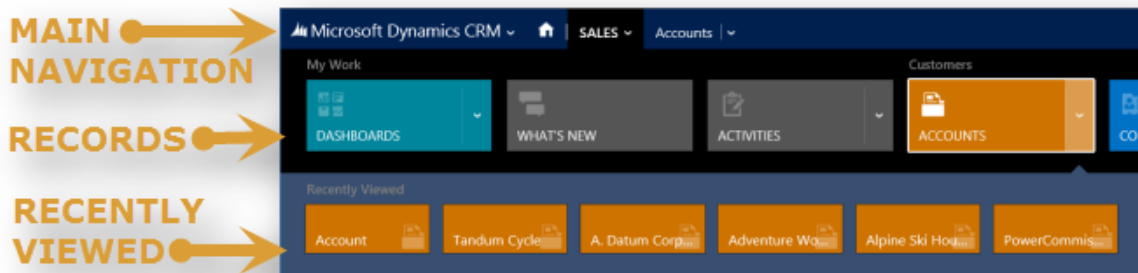 MAIN
NAVIGATION
RECORDS
RECENTLY
VIEWED
Microsoft Dynamics CRM SALES Accounts
My Work Customers
DASHBOARDS WHAT'S NEW ACTIVITIES ACCOUNTS CO
Recently Viewed
Account Tandum Cycle A. Datum Corp... Adventure Wo... Alpine Ski Hou... PowerCommis...